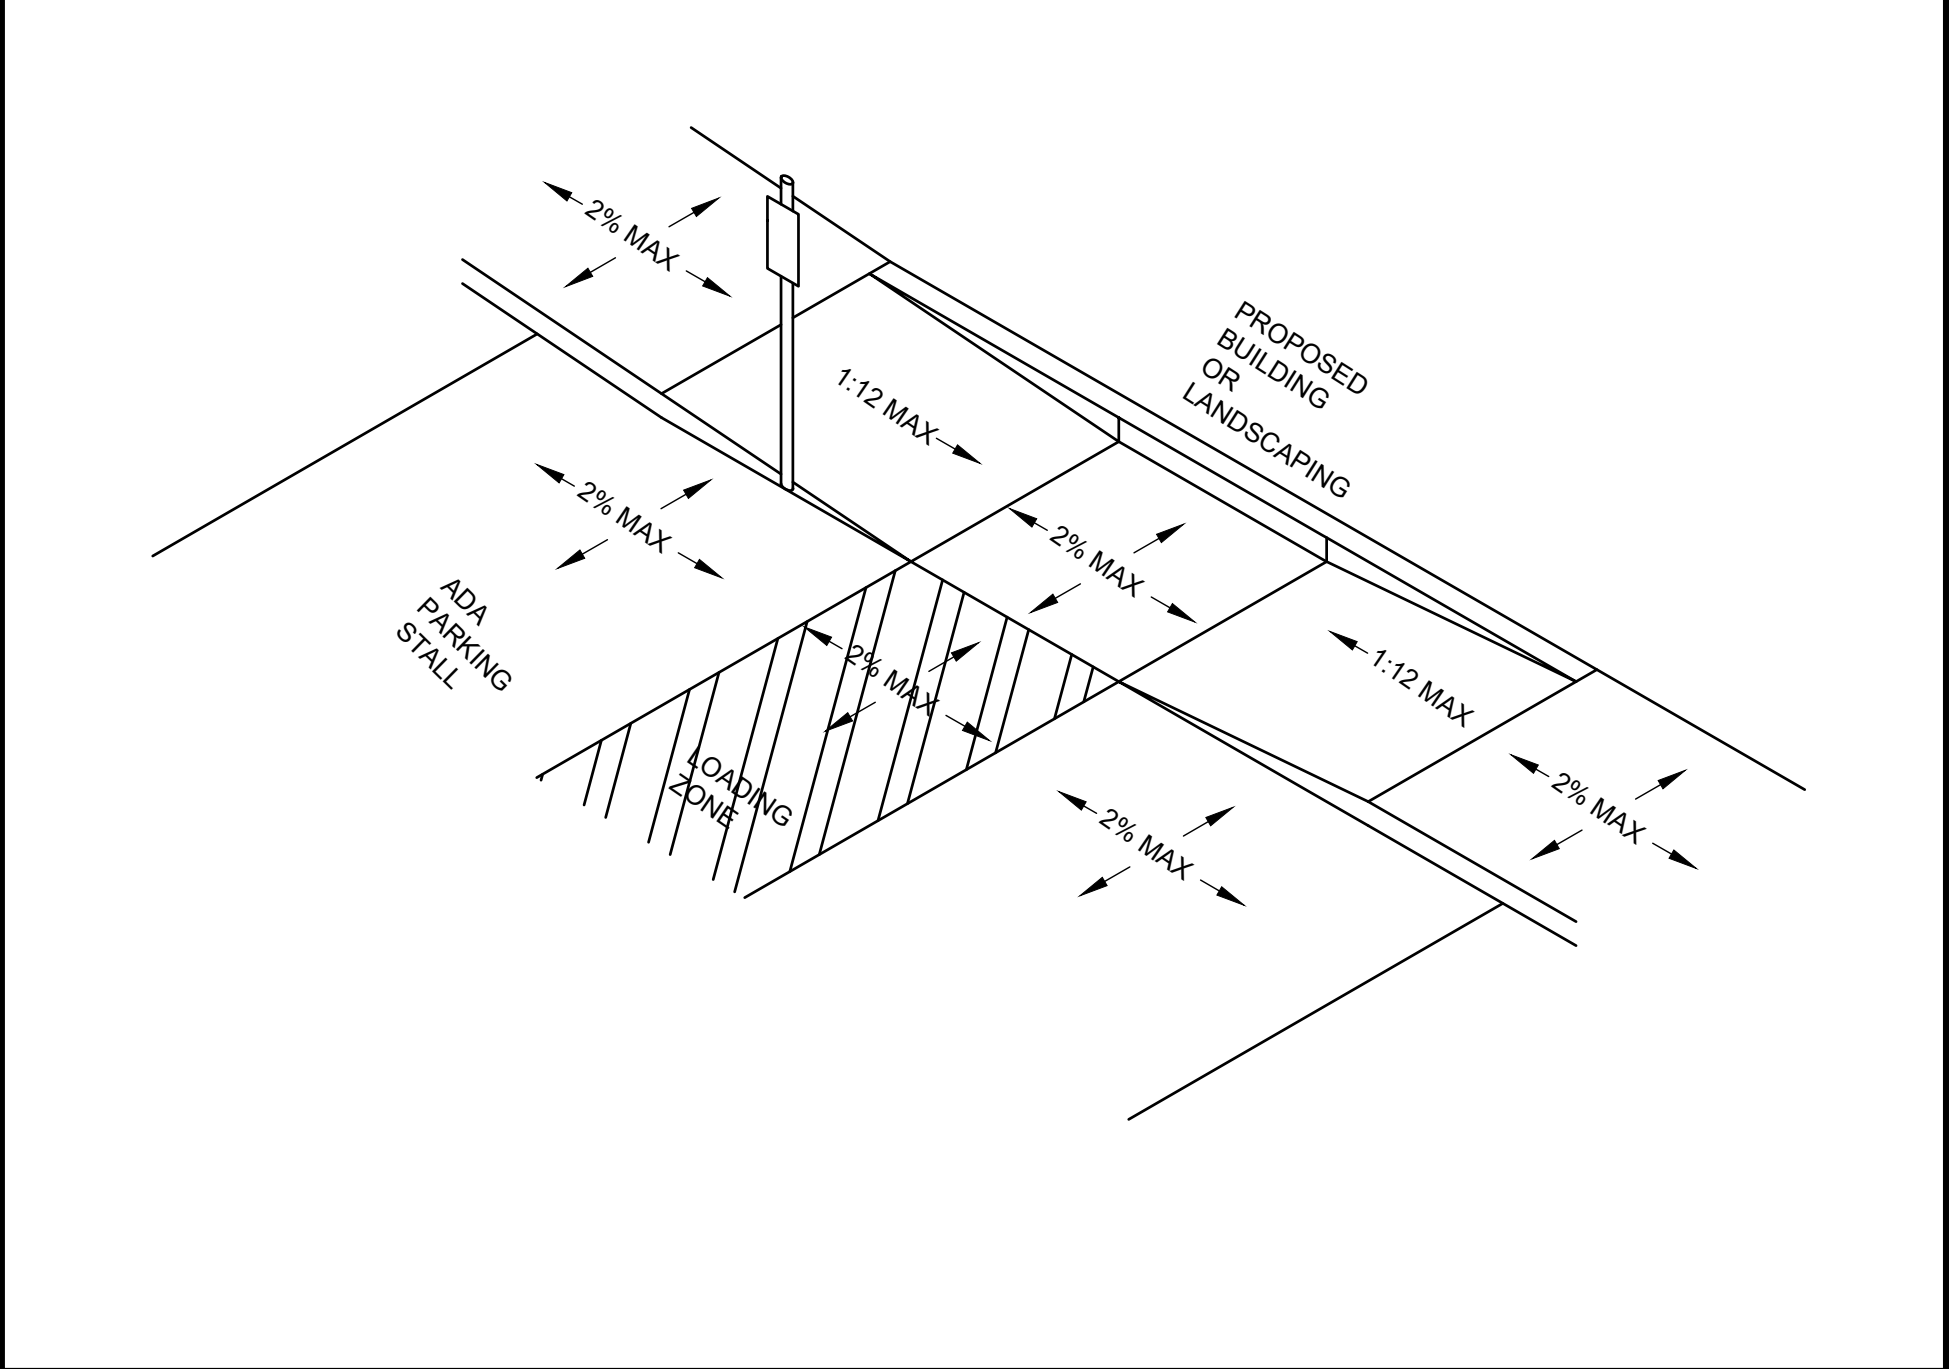 2% MAX
PROPOSED
BUILDING
OR
LANDSCAPING
1:12 MAX
2% MAX
2% MAX
ADA
PARKING
STALL
2% MAX
1:12 MAX
LOADING
ZONE
2% MAX
2% MAX